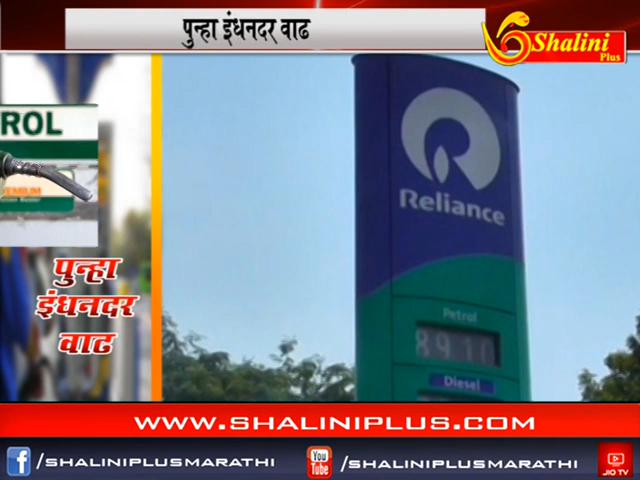 पुन्हा इंधनदर वाढ
Shalini
Plus
ROL
पुन्हा
इंधनदर
वाढ
Reliance
Petrol
89.10
Diesel
WWW.SHALINIPLUS.COM
/SHALINIPLUSMARATHI
You
Tube
/SHALINIPLUSMARATHI
JIO TV